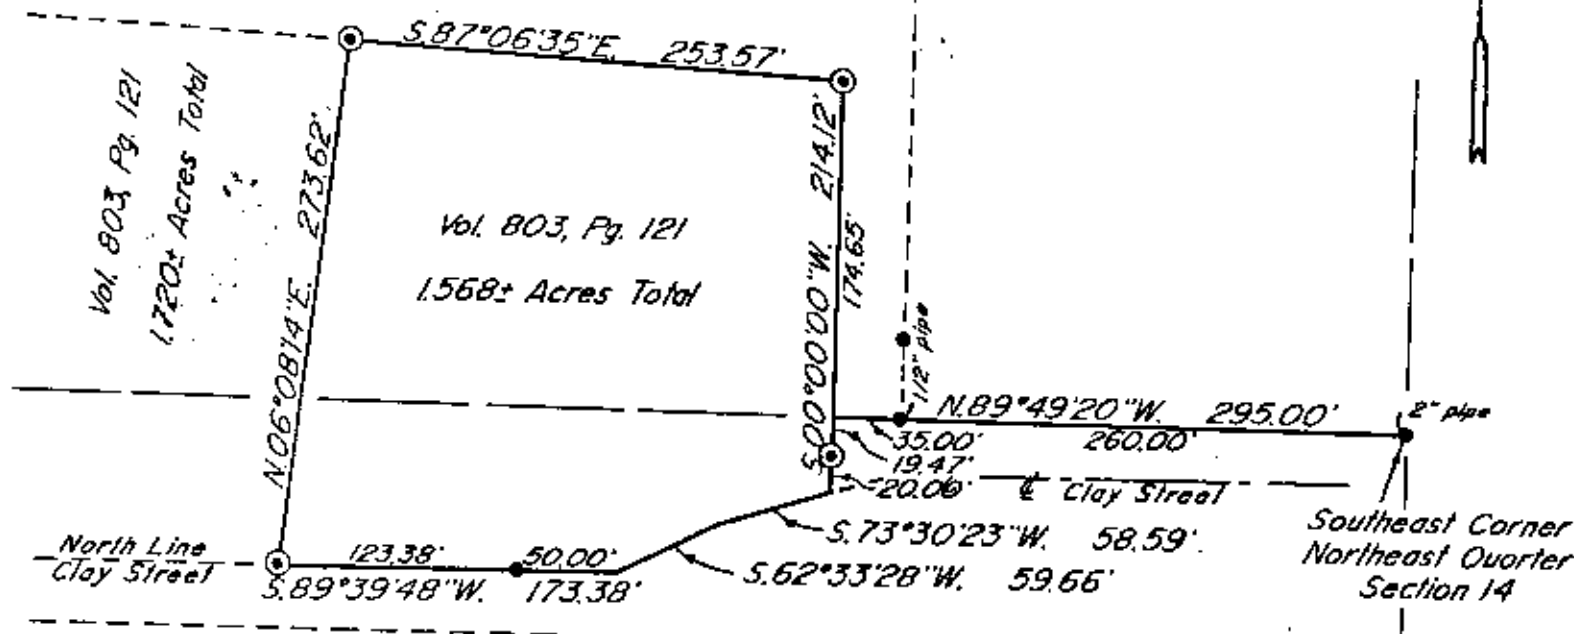 S.87°06'35"E. 253.57'
Vol. 803, Pg. 121
1.720± Acres Total
N.06°08'14"E. 273.62'
Vol. 803, Pg. 121
1.568± Acres Total
S.00°00'00"W. 214.12'
174.65'
1/2" pipe
N.89°49'20"W. 295.00'
2" pipe
35.00'
260.00'
19.47'
20.06'
℄ Clay Street
S.73°30'23"W. 58.59'
S.62°33'28"W. 59.66'
Southeast Corner
Northeast Quarter
Section 14
North Line
Clay Street
123.38'
50.00'
S.89°39'48"W. 173.38'